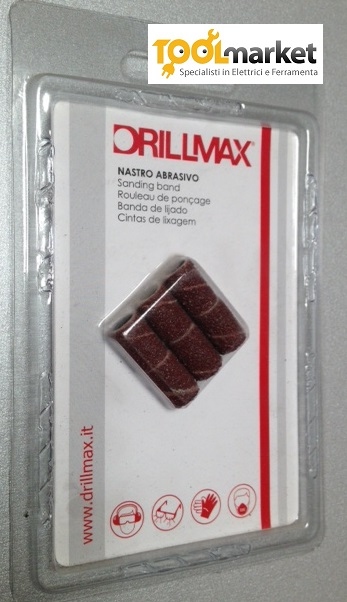 TOOLmarket
Specialisti in Elettrici e Ferramenta
DRILLMAX®
NASTRO ABRASIVO
Sanding band
Rouleau de ponçage
Banda de lijado
Cintas de lixagem
www.drillmax.it